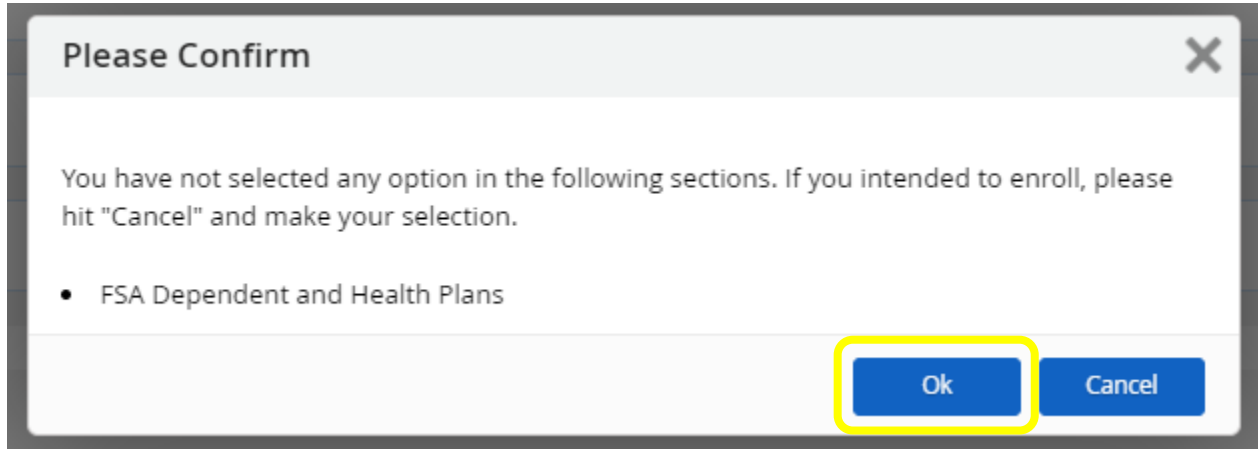 Please Confirm
You have not selected any option in the following sections. If you intended to enroll, please
hit "Cancel" and make your selection.
• FSA Dependent and Health Plans
Ok
Cancel